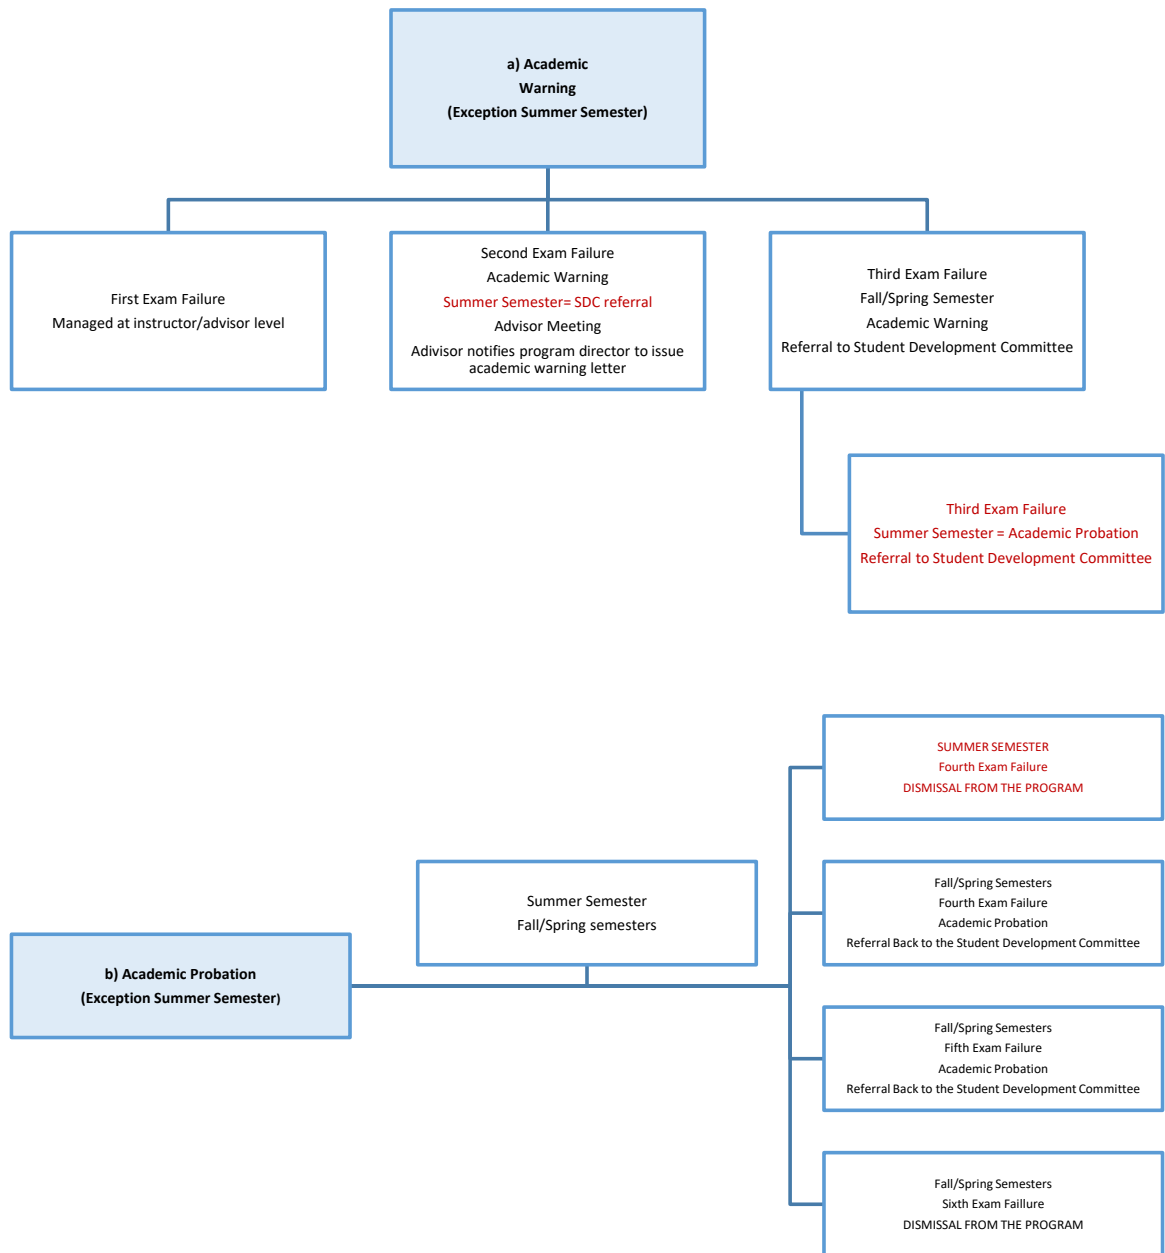 a) Academic
Warning
(Exception Summer Semester)
First Exam Failure
Managed at instructor/advisor level
Second Exam Failure
Academic Warning
Summer Semester= SDC referral
Advisor Meeting
Adivisor notifies program director to issue
academic warning letter
Third Exam Failure
Fall/Spring Semester
Academic Warning
Referral to Student Development Committee
Third Exam Failure
Summer Semester = Academic Probation
Referral to Student Development Committee
b) Academic Probation
(Exception Summer Semester)
Summer Semester
Fall/Spring semesters
SUMMER SEMESTER
Fourth Exam Failure
DISMISSAL FROM THE PROGRAM
Fall/Spring Semesters
Fourth Exam Failure
Academic Probation
Referral Back to the Student Development Committee
Fall/Spring Semesters
Fifth Exam Failure
Academic Probation
Referral Back to the Student Development Committee
Fall/Spring Semesters
Sixth Exam Faillure
DISMISSAL FROM THE PROGRAM